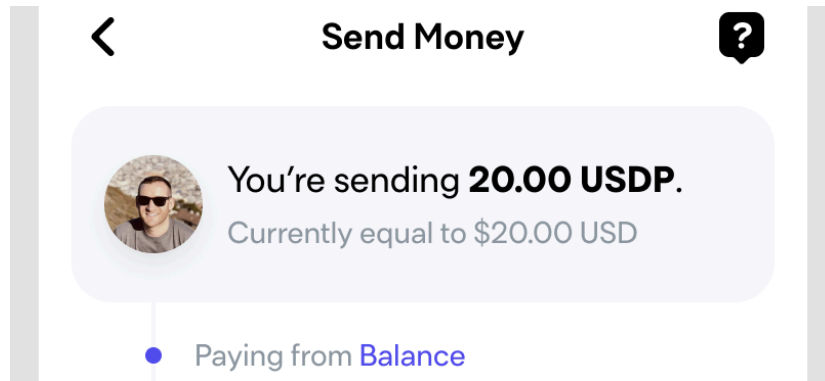 Send Money
?
You're sending 20.00 USDP.
Currently equal to $20.00 USD
Paying from Balance